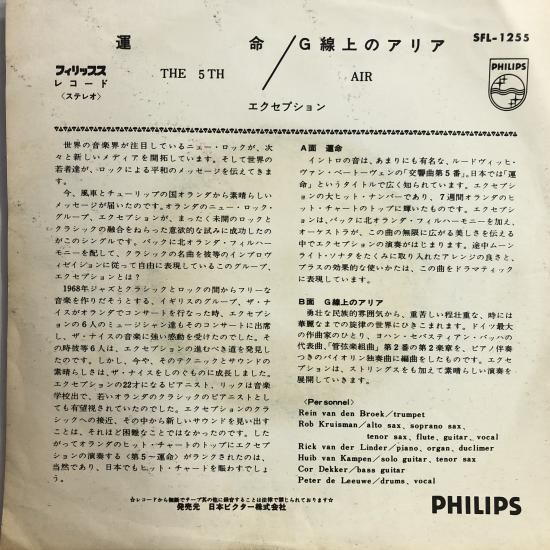 運　命／G線上のアリア
SFL-1255
フィリップス
レコード
〈ステレオ〉
THE 5TH
AIR
エクセプション
PHILIPS
世界の音楽界が注目しているニュー・ロックが、次
々と新しいメディアを開拓しています。そして世界の
若者達が、ロックによる平和のメッセージを伝えてき
ます。
今、風車とチューリップの国オランダから素晴らし
いメッセージが届いたのです。オランダのニュー・ロック・
グループ、エクセプションが、まったく未開のロックと
クラシックの融合をねらった意欲的な試みに成功したの
がこのシングルです。バックに北オランダ・フィルハー
モニーを配して、クラシックの名曲を彼等のインプロヴ
ィゼイションに従って自由に表現しているこのグループ、
エクセプションとは？
1968年ジャズとクラシックとロックの間からフリーな
音楽を作りだそうとする、イギリスのグループ、ザ・ナ
イスがオランダでコンサートを行なった時、エクセプシ
ョンの6人のミュージシャン達もそのコンサートに出席
し、ザ・ナイスの音楽に強い感動を受けたのでした。そ
の時彼等6人は、エクセプションの進むべき道を発見し
たのです。しかし、今や、そのテクニックとサウンドの
素晴らしさは、ザ・ナイスをしのぐものに成長しました。
エクセプションの22才になるピアニスト、リックは音楽
学校出で、若いオランダのクラシックのピアニストとし
ても有望視されていたのでした。エクセプションのクラ
シックへの接近、その中から新しいサウンドを見い出す
ことは、それほど困難なことではなかったのです。した
がってオランダのヒット・チャートのトップにエクセプシ
ョンの演奏する〈第5〜運命〉がランクされたのは、
当然であり、日本でもヒット・チャートを賑わすでしょ
う。
A面　運命
イントロの音は、あまりにも有名な、ルードヴィッヒ・
ヴァン・ベートーヴェンの「交響曲第5番」。日本では「運
命」というタイトルで広く知られています。エクセプシ
ョンの大ヒット・ナンバーであり、7週間オランダのヒ
ット・チャートのトップに輝いたものです。エクセプシ
ョンは、バックに北オランダ・フィルハーモニーを加え、
オーケストラが、この曲の無限に広がる美しさを伝える
中でエクセプションの演奏がはじまります。途中ムーン
ライト・ソナタをたくみに取り入れたアレンジの良さと、
ブラスの効果的な使いかたは、この曲をドラマティック
に表現しています。
B面　G線上のアリア
勇壮な民族的雰囲気から、重苦しい程壮重な、時には
華麗なまでの旋律の世界にひきこまれます。ドイツ最大
の作曲家のひとり、ヨハン・セバスティアン・バッハの
代表曲、「管弦楽組曲」第2番の第2楽章を、ピアノ伴奏
つきのバイオリン独奏曲に編曲をしたものです。エクセ
プションは、ストリングスをも加えて素晴らしい演奏を
展開していきます。
〈Personnel〉
Rein van den Broek/trumpet
Rob Kruisman/alto sax, soprano sax,
tenor sax, flute, guitar, vocal
Rick van der Linder/piano, organ, duclimer
Huib van Kampen/solo guitar, tenor sax
Cor Dekker/bass guitar
Peter de Leeuwe/drums, vocal
☆レコードから無断でテープ其の他に録音することは法律で禁じられております☆
発売元　日本ビクター株式会社
PHILIPS